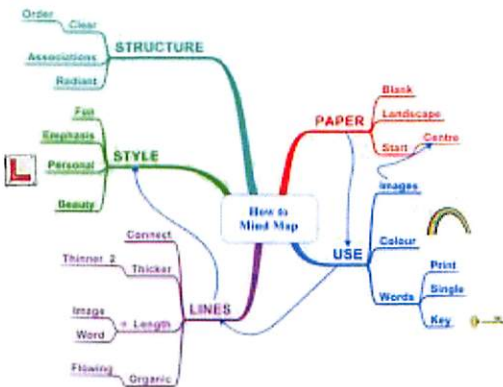 How to
Mind Map
PAPER
Blank
Landscape
Start
Centre
USE
Images
Colour
Words
Print
Single
Key
LINES
Connect
Thicker
Thinner 2
= Length
Image
Word
Organic
Flowing
STYLE
Fun
Emphasis
Personal
Beauty
L
STRUCTURE
Clear
Order
Associations
Radiant